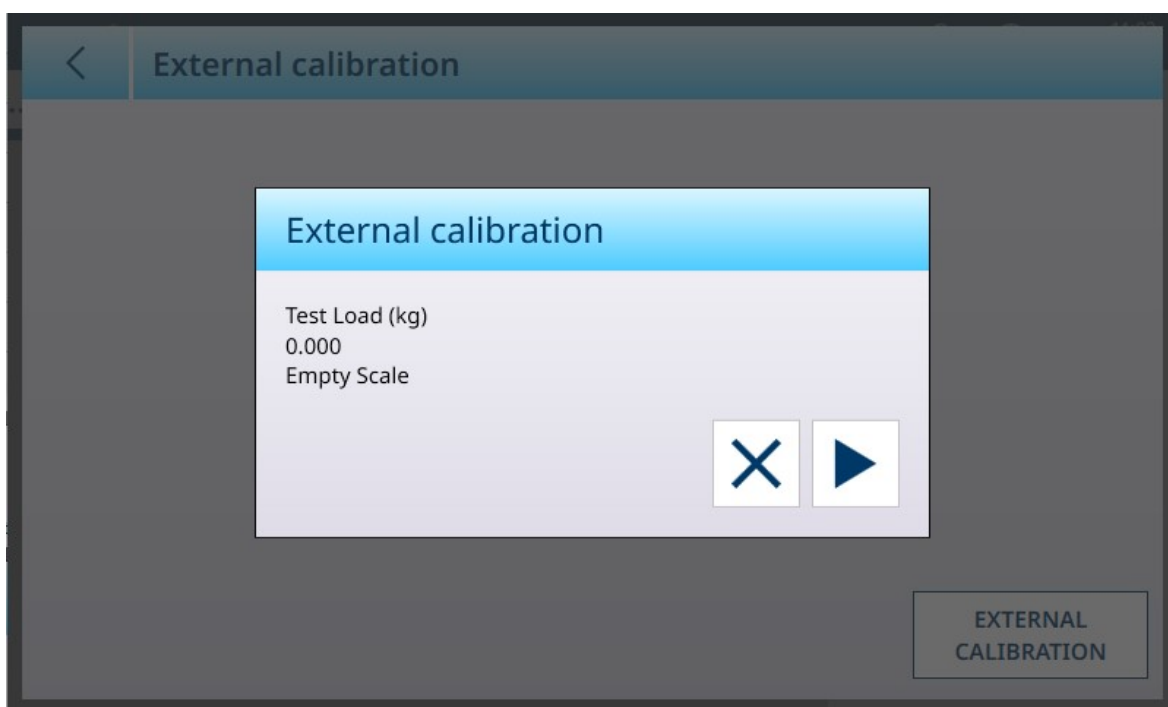 External calibration
External calibration
Test Load (kg)
0.000
Empty Scale
EXTERNAL
CALIBRATION